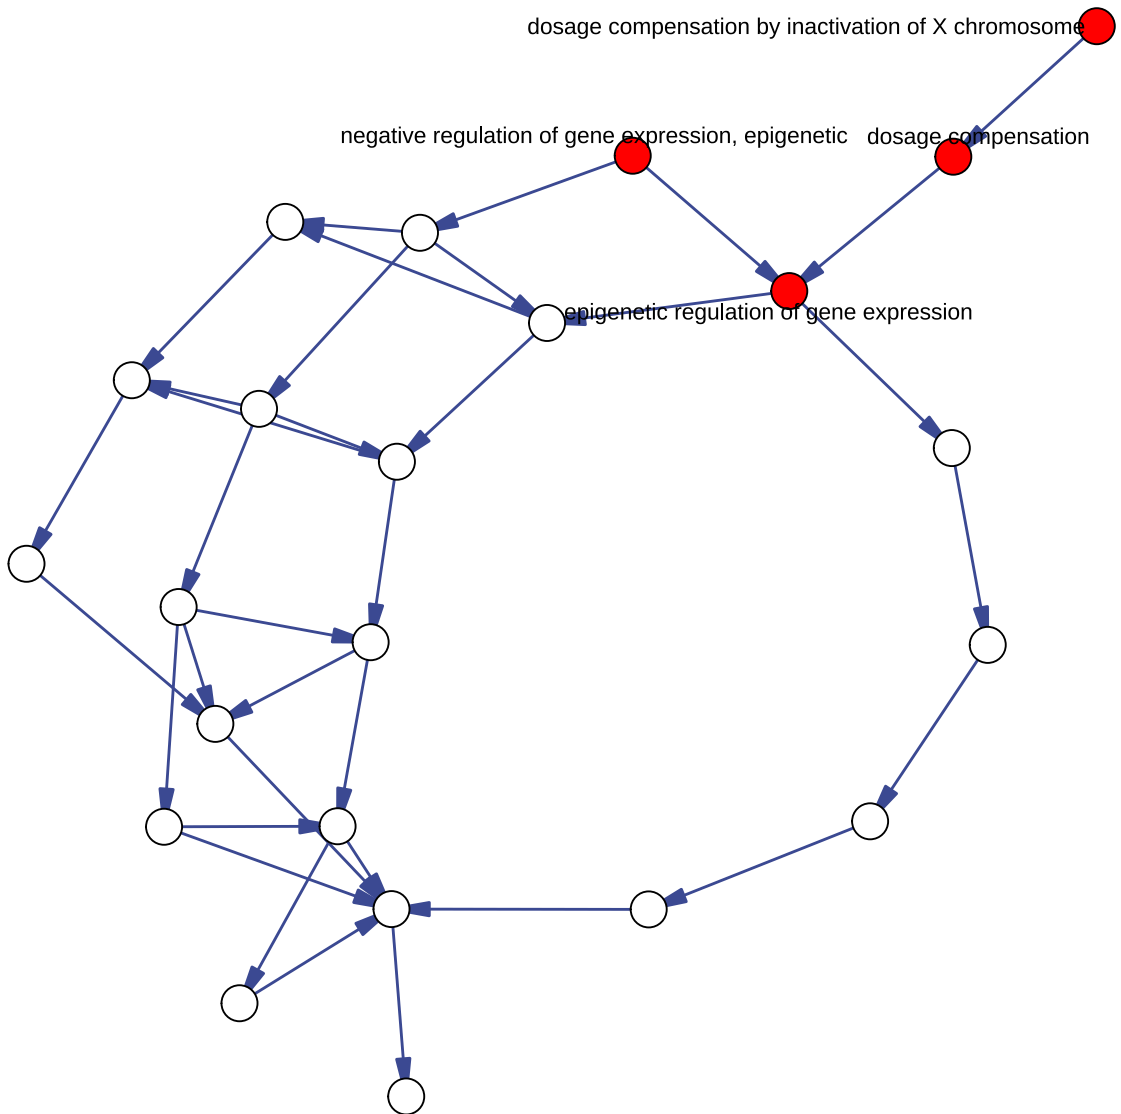 dosage compensation by inactivation of X chromosome
negative regulation of gene expression, epigenetic
dosage compensation
epigenetic regulation of gene expression